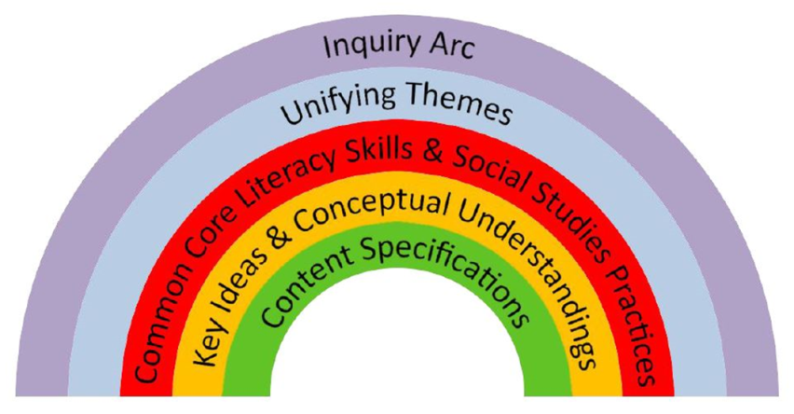 Inquiry Arc
Unifying Themes
Common Core Literacy Skills & Social Studies Practices
Key Ideas & Conceptual Understandings
Content Specifications